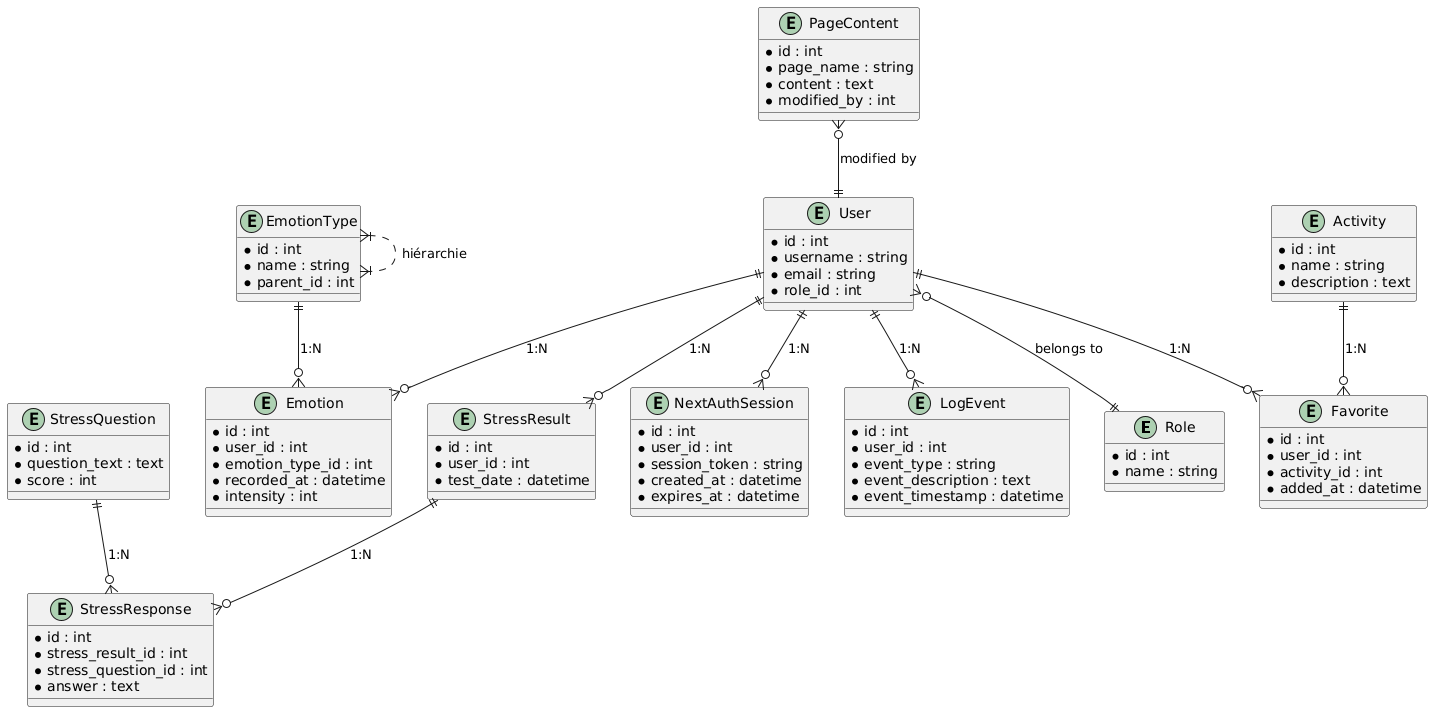 E PageContent
id : int
page_name : string
content : text
modified_by : int
modified by
E EmotionType
id : int
name : string
parent_id : int
hiérarchie
E User
id : int
username : string
email : string
role_id : int
E Activity
id : int
name : string
description : text
1:N
1:N
1:N
1:N
1:N
belongs to
1:N
1:N
E StressQuestion
id : int
question_text : text
score : int
E Emotion
id : int
user_id : int
emotion_type_id : int
recorded_at : datetime
intensity : int
E StressResult
id : int
user_id : int
test_date : datetime
E NextAuthSession
id : int
user_id : int
session_token : string
created_at : datetime
expires_at : datetime
E LogEvent
id : int
user_id : int
event_type : string
event_description : text
event_timestamp : datetime
E Role
id : int
name : string
E Favorite
id : int
user_id : int
activity_id : int
added_at : datetime
1:N
1:N
E StressResponse
id : int
stress_result_id : int
stress_question_id : int
answer : text